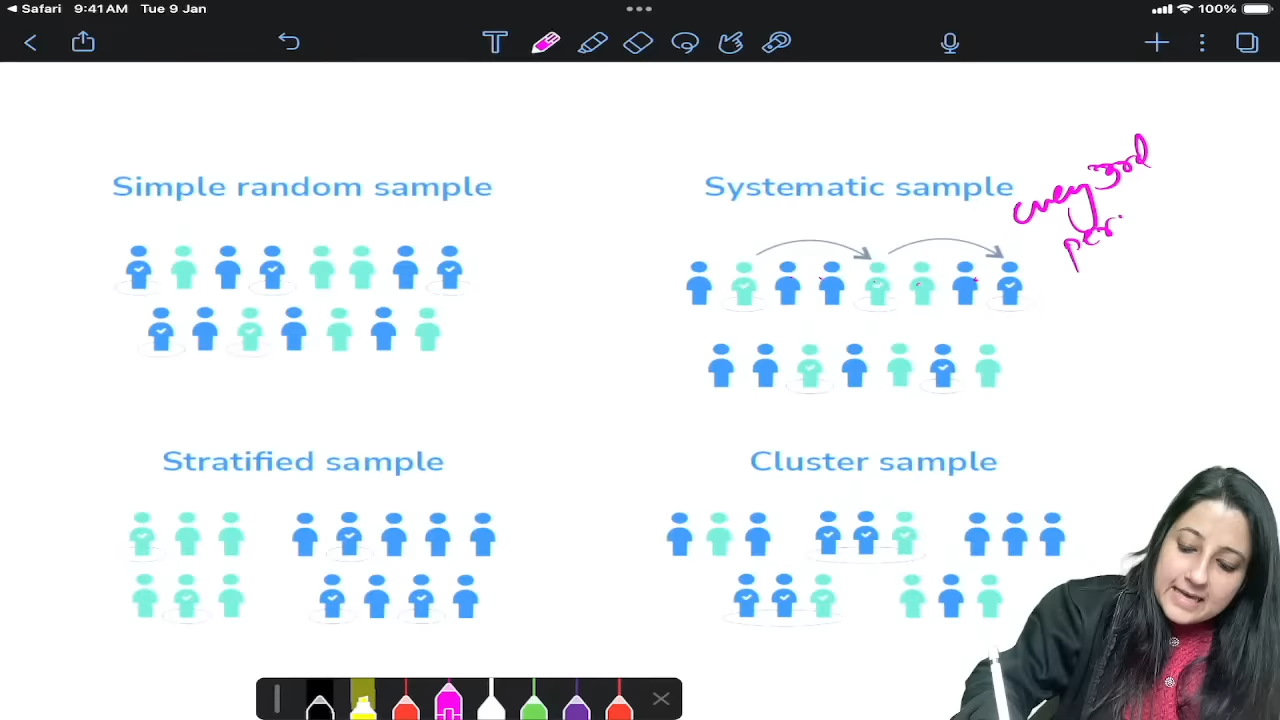 Safari 9:41 AM Tue 9 Jan
100%
Simple random sample
Systematic sample
every 3rd
per.
Stratified sample
Cluster sample